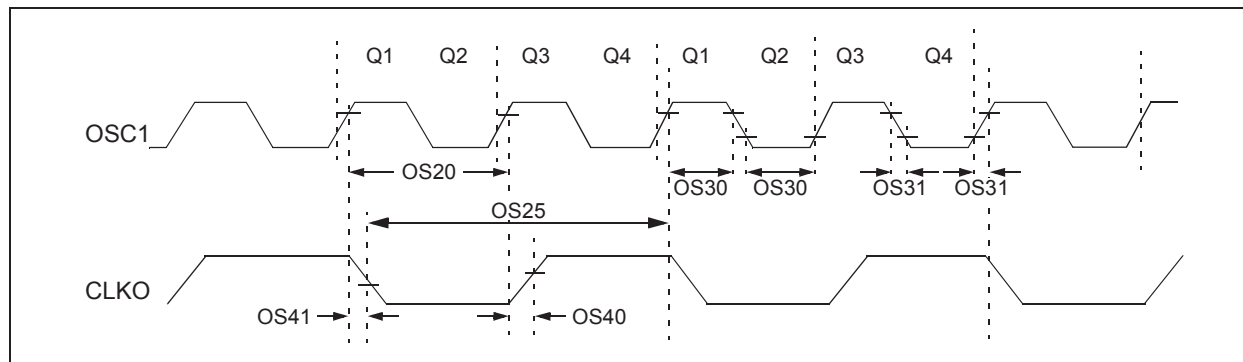 Q1 Q2 Q3 Q4 Q1 Q2 Q3 Q4
OSC1
OS20 OS30 OS30 OS31 OS31
OS25
CLKO
OS41 OS40